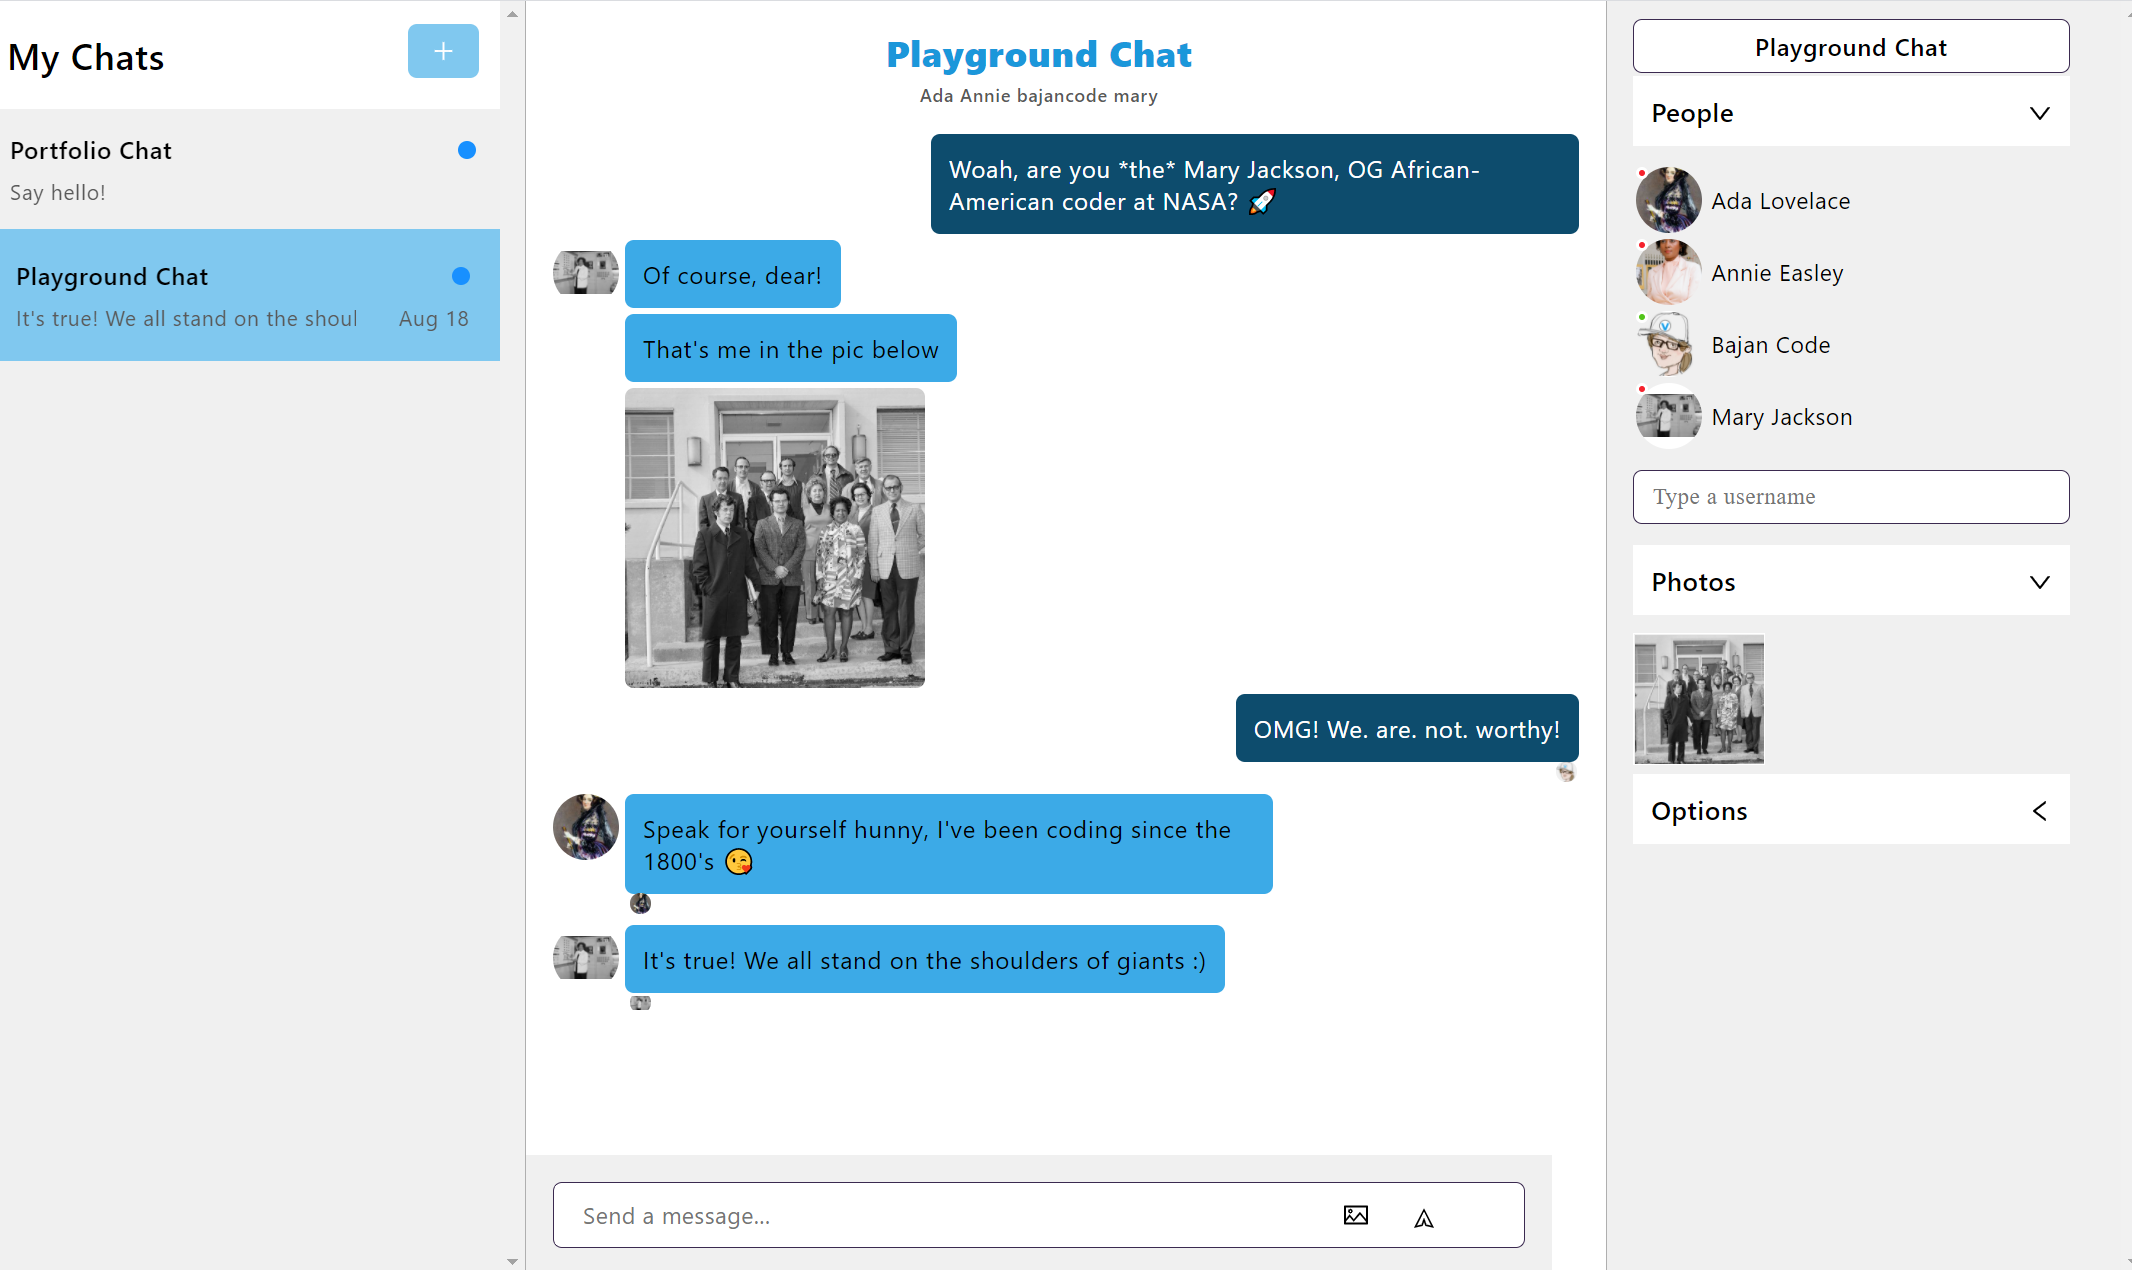 My Chats
+
Portfolio Chat
Say hello!
Playground Chat
It's true! We all stand on the shoul
Aug 18
Playground Chat
Ada Annie bajancode mary
Woah, are you *the* Mary Jackson, OG African-
American coder at NASA? 🚀
Of course, dear!
That's me in the pic below
OMG! We. are. not. worthy!
Speak for yourself hunny, I've been coding since the
1800's 😘
It's true! We all stand on the shoulders of giants :)
Send a message...
Playground Chat
People
Ada Lovelace
Annie Easley
Bajan Code
Mary Jackson
Type a username
Photos
Options